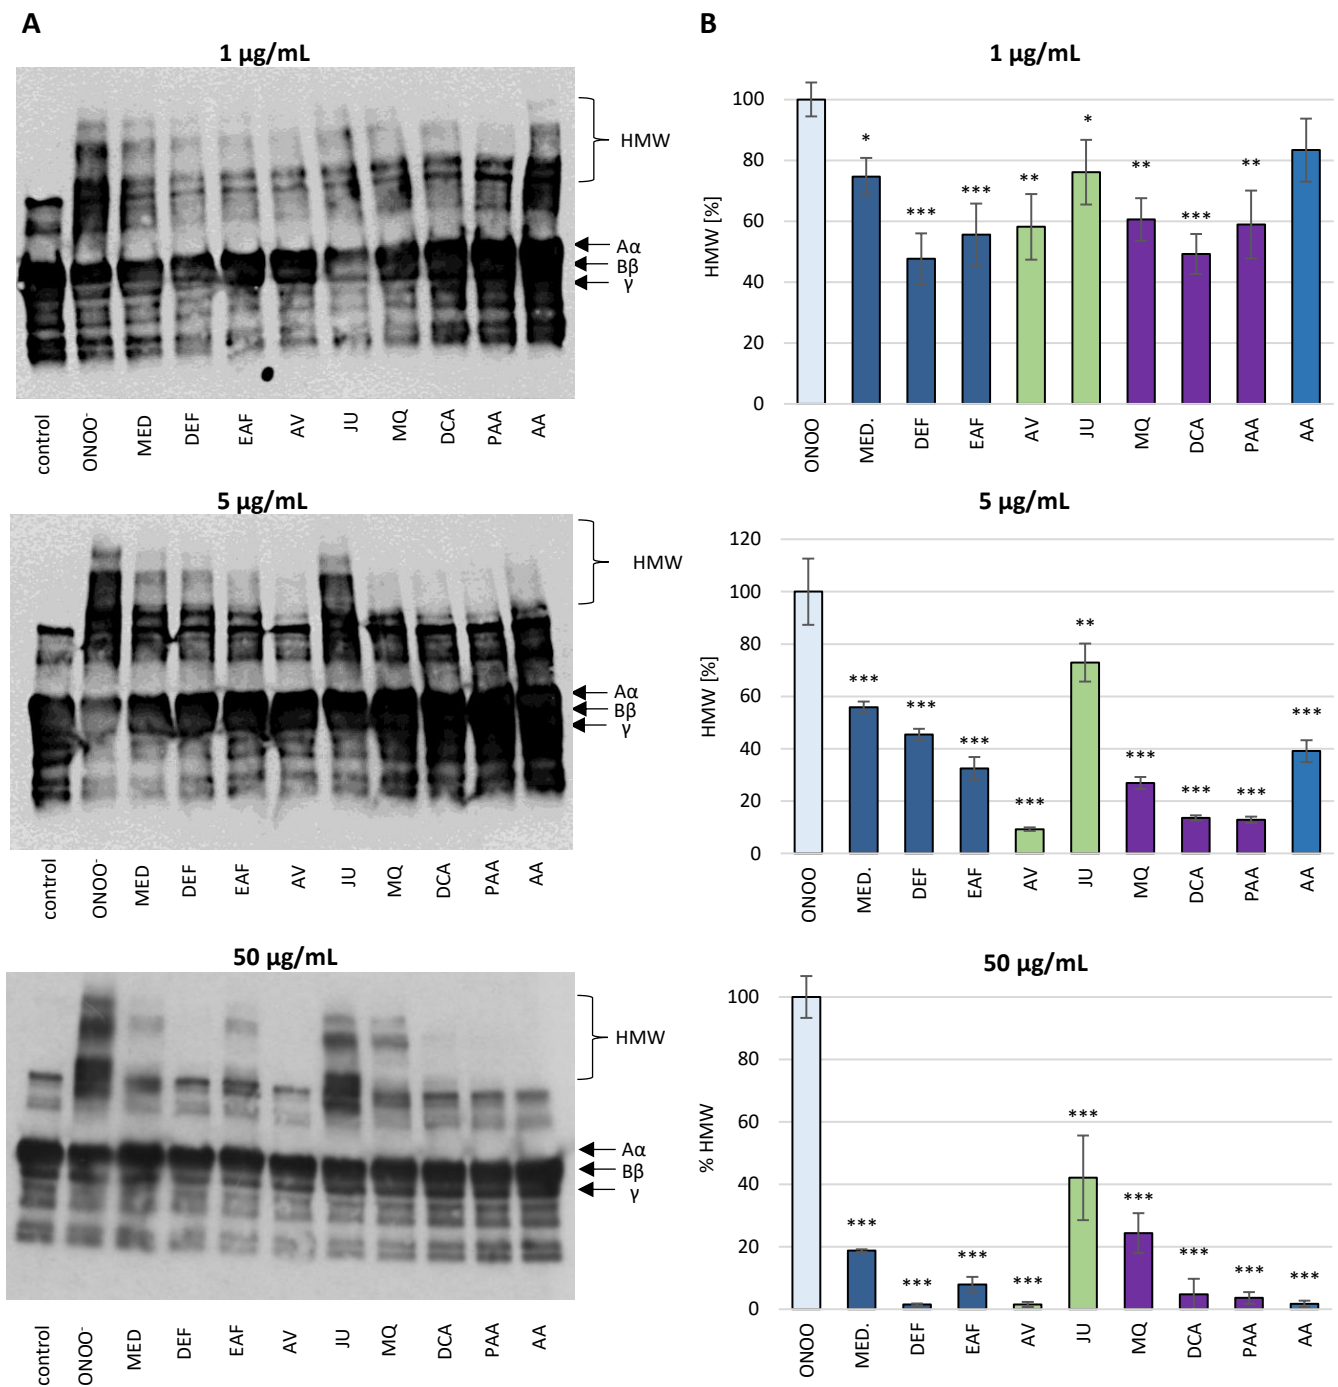 A
B
1 µg/mL
HMW
Aα
Bβ
γ
control
ONOO⁻
MED
DEF
EAF
AV
JU
MQ
DCA
PAA
AA
1 µg/mL
HMW [%]
100
80
60
40
20
0
*
***
***
**
*
**
***
**
ONOO
MED.
DEF
EAF
AV
JU
MQ
DCA
PAA
AA
5 µg/mL
HMW
Aα
Bβ
γ
control
ONOO⁻
MED
DEF
EAF
AV
JU
MQ
DCA
PAA
AA
5 µg/mL
HMW [%]
120
100
80
60
40
20
0
***
***
***
***
**
***
***
***
***
ONOO
MED.
DEF
EAF
AV
JU
MQ
DCA
PAA
AA
50 µg/mL
HMW
Aα
Bβ
γ
control
ONOO⁻
MED
DEF
EAF
AV
JU
MQ
DCA
PAA
AA
50 µg/mL
% HMW
100
80
60
40
20
0
***
***
***
***
***
***
***
***
***
ONOO
MED.
DEF
EAF
AV
JU
MQ
DCA
PAA
AA